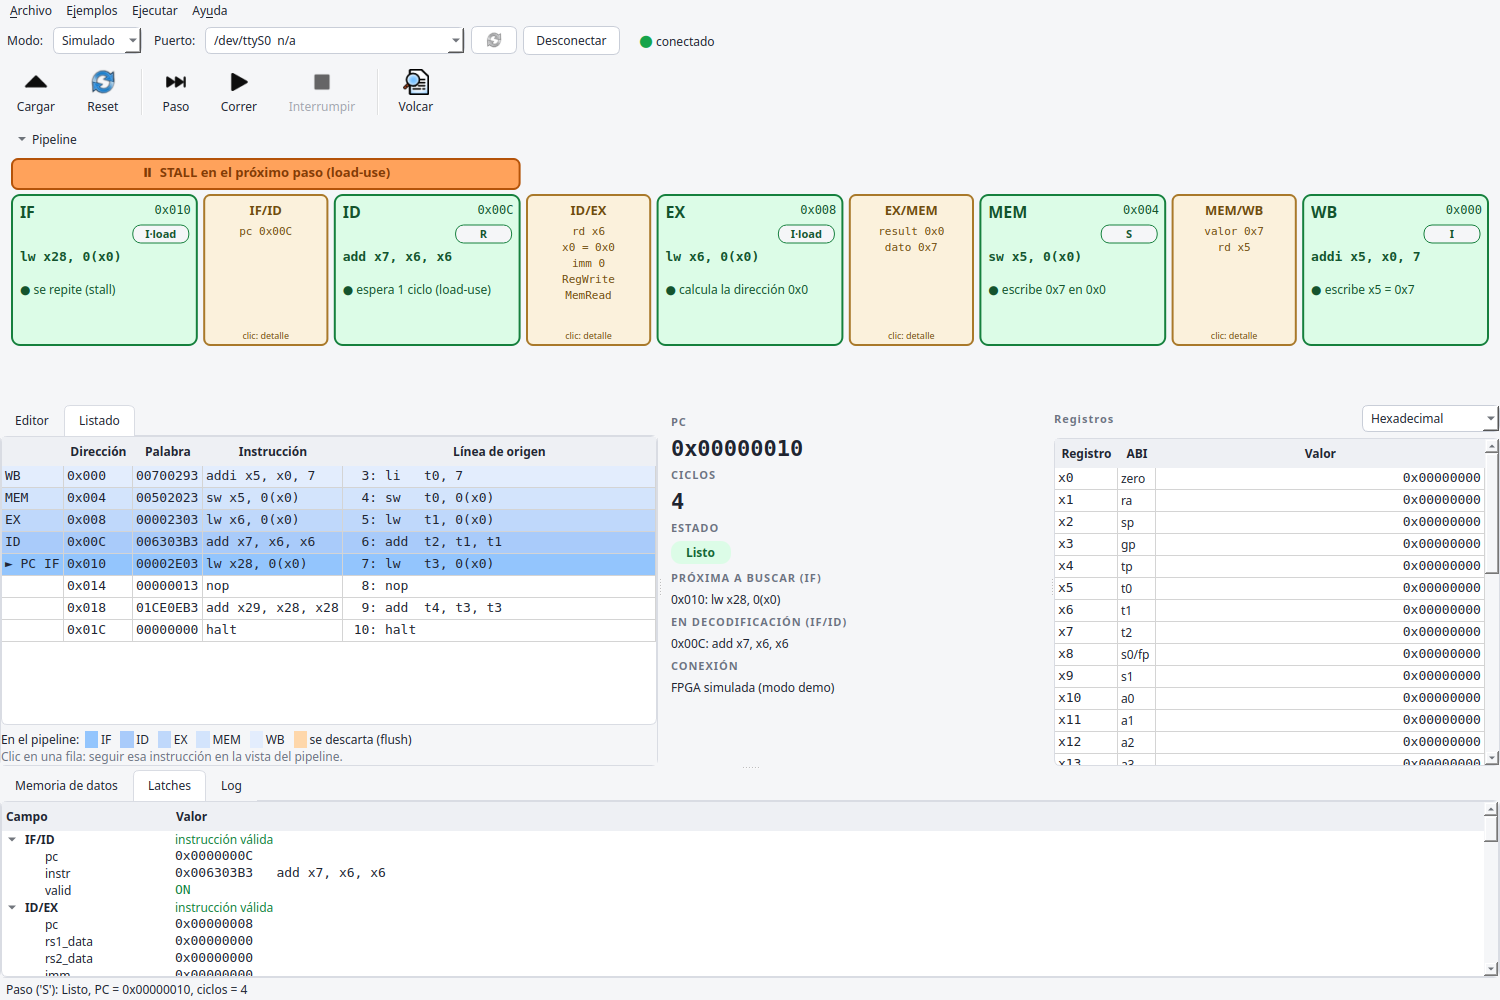 Archivo Ejemplos Ejecutar Ayuda
Modo: Simulado Puerto: /dev/ttyS0 n/a Desconectar conectado
Cargar Reset Paso Correr Interrumpir Volcar
Pipeline
STALL en el próximo paso (load-use)
IF 0x010
I·load
lw x28, 0(x0)
se repite (stall)
IF/ID
pc 0x00C
clic: detalle
ID 0x00C
R
add x7, x6, x6
espera 1 ciclo (load-use)
ID/EX
rd x6
x0 = 0x0
imm 0
RegWrite
MemRead
clic: detalle
EX 0x008
I·load
lw x6, 0(x0)
calcula la dirección 0x0
EX/MEM
result 0x0
dato 0x7
clic: detalle
MEM 0x004
S
sw x5, 0(x0)
escribe 0x7 en 0x0
MEM/WB
valor 0x7
rd x5
clic: detalle
WB 0x000
I
addi x5, x0, 7
escribe x5 = 0x7
Editor Listado
Dirección Palabra Instrucción Línea de origen
WB 0x000 00700293 addi x5, x0, 7 3: li t0, 7
MEM 0x004 00502023 sw x5, 0(x0) 4: sw t0, 0(x0)
EX 0x008 00002303 lw x6, 0(x0) 5: lw t1, 0(x0)
ID 0x00C 006303B3 add x7, x6, x6 6: add t2, t1, t1
► PC IF 0x010 00002E03 lw x28, 0(x0) 7: lw t3, 0(x0)
0x014 00000013 nop 8: nop
0x018 01CE0EB3 add x29, x28, x28 9: add t4, t3, t3
0x01C 00000000 halt 10: halt
En el pipeline: IF ID EX MEM WB se descarta (flush)
Clic en una fila: seguir esa instrucción en la vista del pipeline.
PC
0x00000010
CICLOS
4
ESTADO
Listo
PRÓXIMA A BUSCAR (IF)
0x010: lw x28, 0(x0)
EN DECODIFICACIÓN (IF/ID)
0x00C: add x7, x6, x6
CONEXIÓN
FPGA simulada (modo demo)
Registros Hexadecimal
Registro ABI Valor
x0 zero 0x00000000
x1 ra 0x00000000
x2 sp 0x00000000
x3 gp 0x00000000
x4 tp 0x00000000
x5 t0 0x00000000
x6 t1 0x00000000
x7 t2 0x00000000
x8 s0/fp 0x00000000
x9 s1 0x00000000
x10 a0 0x00000000
x11 a1 0x00000000
x12 a2 0x00000000
x13 a3 0x00000000
Memoria de datos Latches Log
Campo Valor
IF/ID instrucción válida
pc 0x0000000C
instr 0x006303B3 add x7, x6, x6
valid ON
ID/EX instrucción válida
pc 0x00000008
rs1_data 0x00000000
rs2_data 0x00000000
imm 0x00000000
Paso ('S'): Listo, PC = 0x00000010, ciclos = 4